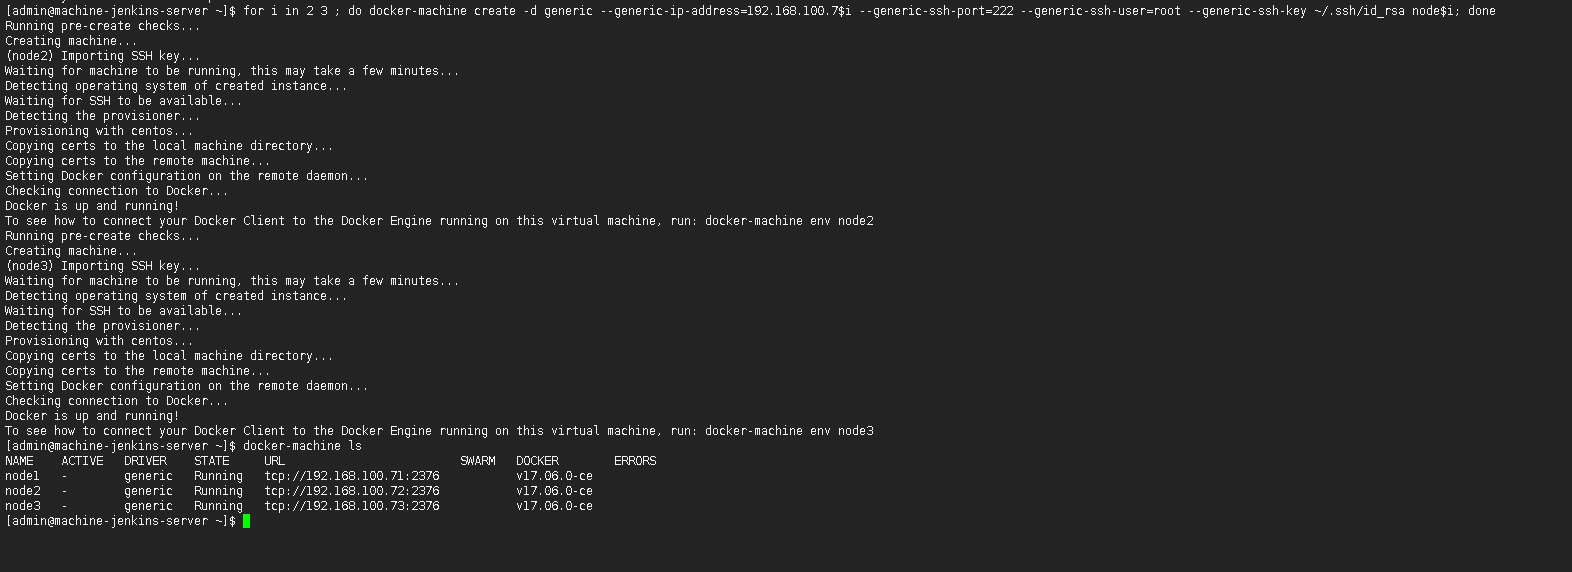 [admin@machine-jenkins-server ~]$ for i in 2 3 ; do docker-machine create -d generic --generic-ip-address=192.168.100.7$i --generic-ssh-port=222 --generic-ssh-user=root --generic-ssh-key ~/.ssh/id_rsa node$i; done
Running pre-create checks...
Creating machine...
(node2) Importing SSH key...
Waiting for machine to be running, this may take a few minutes...
Detecting operating system of created instance...
Waiting for SSH to be available...
Detecting the provisioner...
Provisioning with centos...
Copying certs to the local machine directory...
Copying certs to the remote machine...
Setting Docker configuration on the remote daemon...
Checking connection to Docker...
Docker is up and running!
To see how to connect your Docker Client to the Docker Engine running on this virtual machine, run: docker-machine env node2
Running pre-create checks...
Creating machine...
(node3) Importing SSH key...
Waiting for machine to be running, this may take a few minutes...
Detecting operating system of created instance...
Waiting for SSH to be available...
Detecting the provisioner...
Provisioning with centos...
Copying certs to the local machine directory...
Copying certs to the remote machine...
Setting Docker configuration on the remote daemon...
Checking connection to Docker...
Docker is up and running!
To see how to connect your Docker Client to the Docker Engine running on this virtual machine, run: docker-machine env node3
[admin@machine-jenkins-server ~]$ docker-machine ls
NAME    ACTIVE   DRIVER    STATE     URL                         SWARM   DOCKER        ERRORS
node1   -        generic   Running   tcp://192.168.100.71:2376           v17.06.0-ce
node2   -        generic   Running   tcp://192.168.100.72:2376           v17.06.0-ce
node3   -        generic   Running   tcp://192.168.100.73:2376           v17.06.0-ce
[admin@machine-jenkins-server ~]$